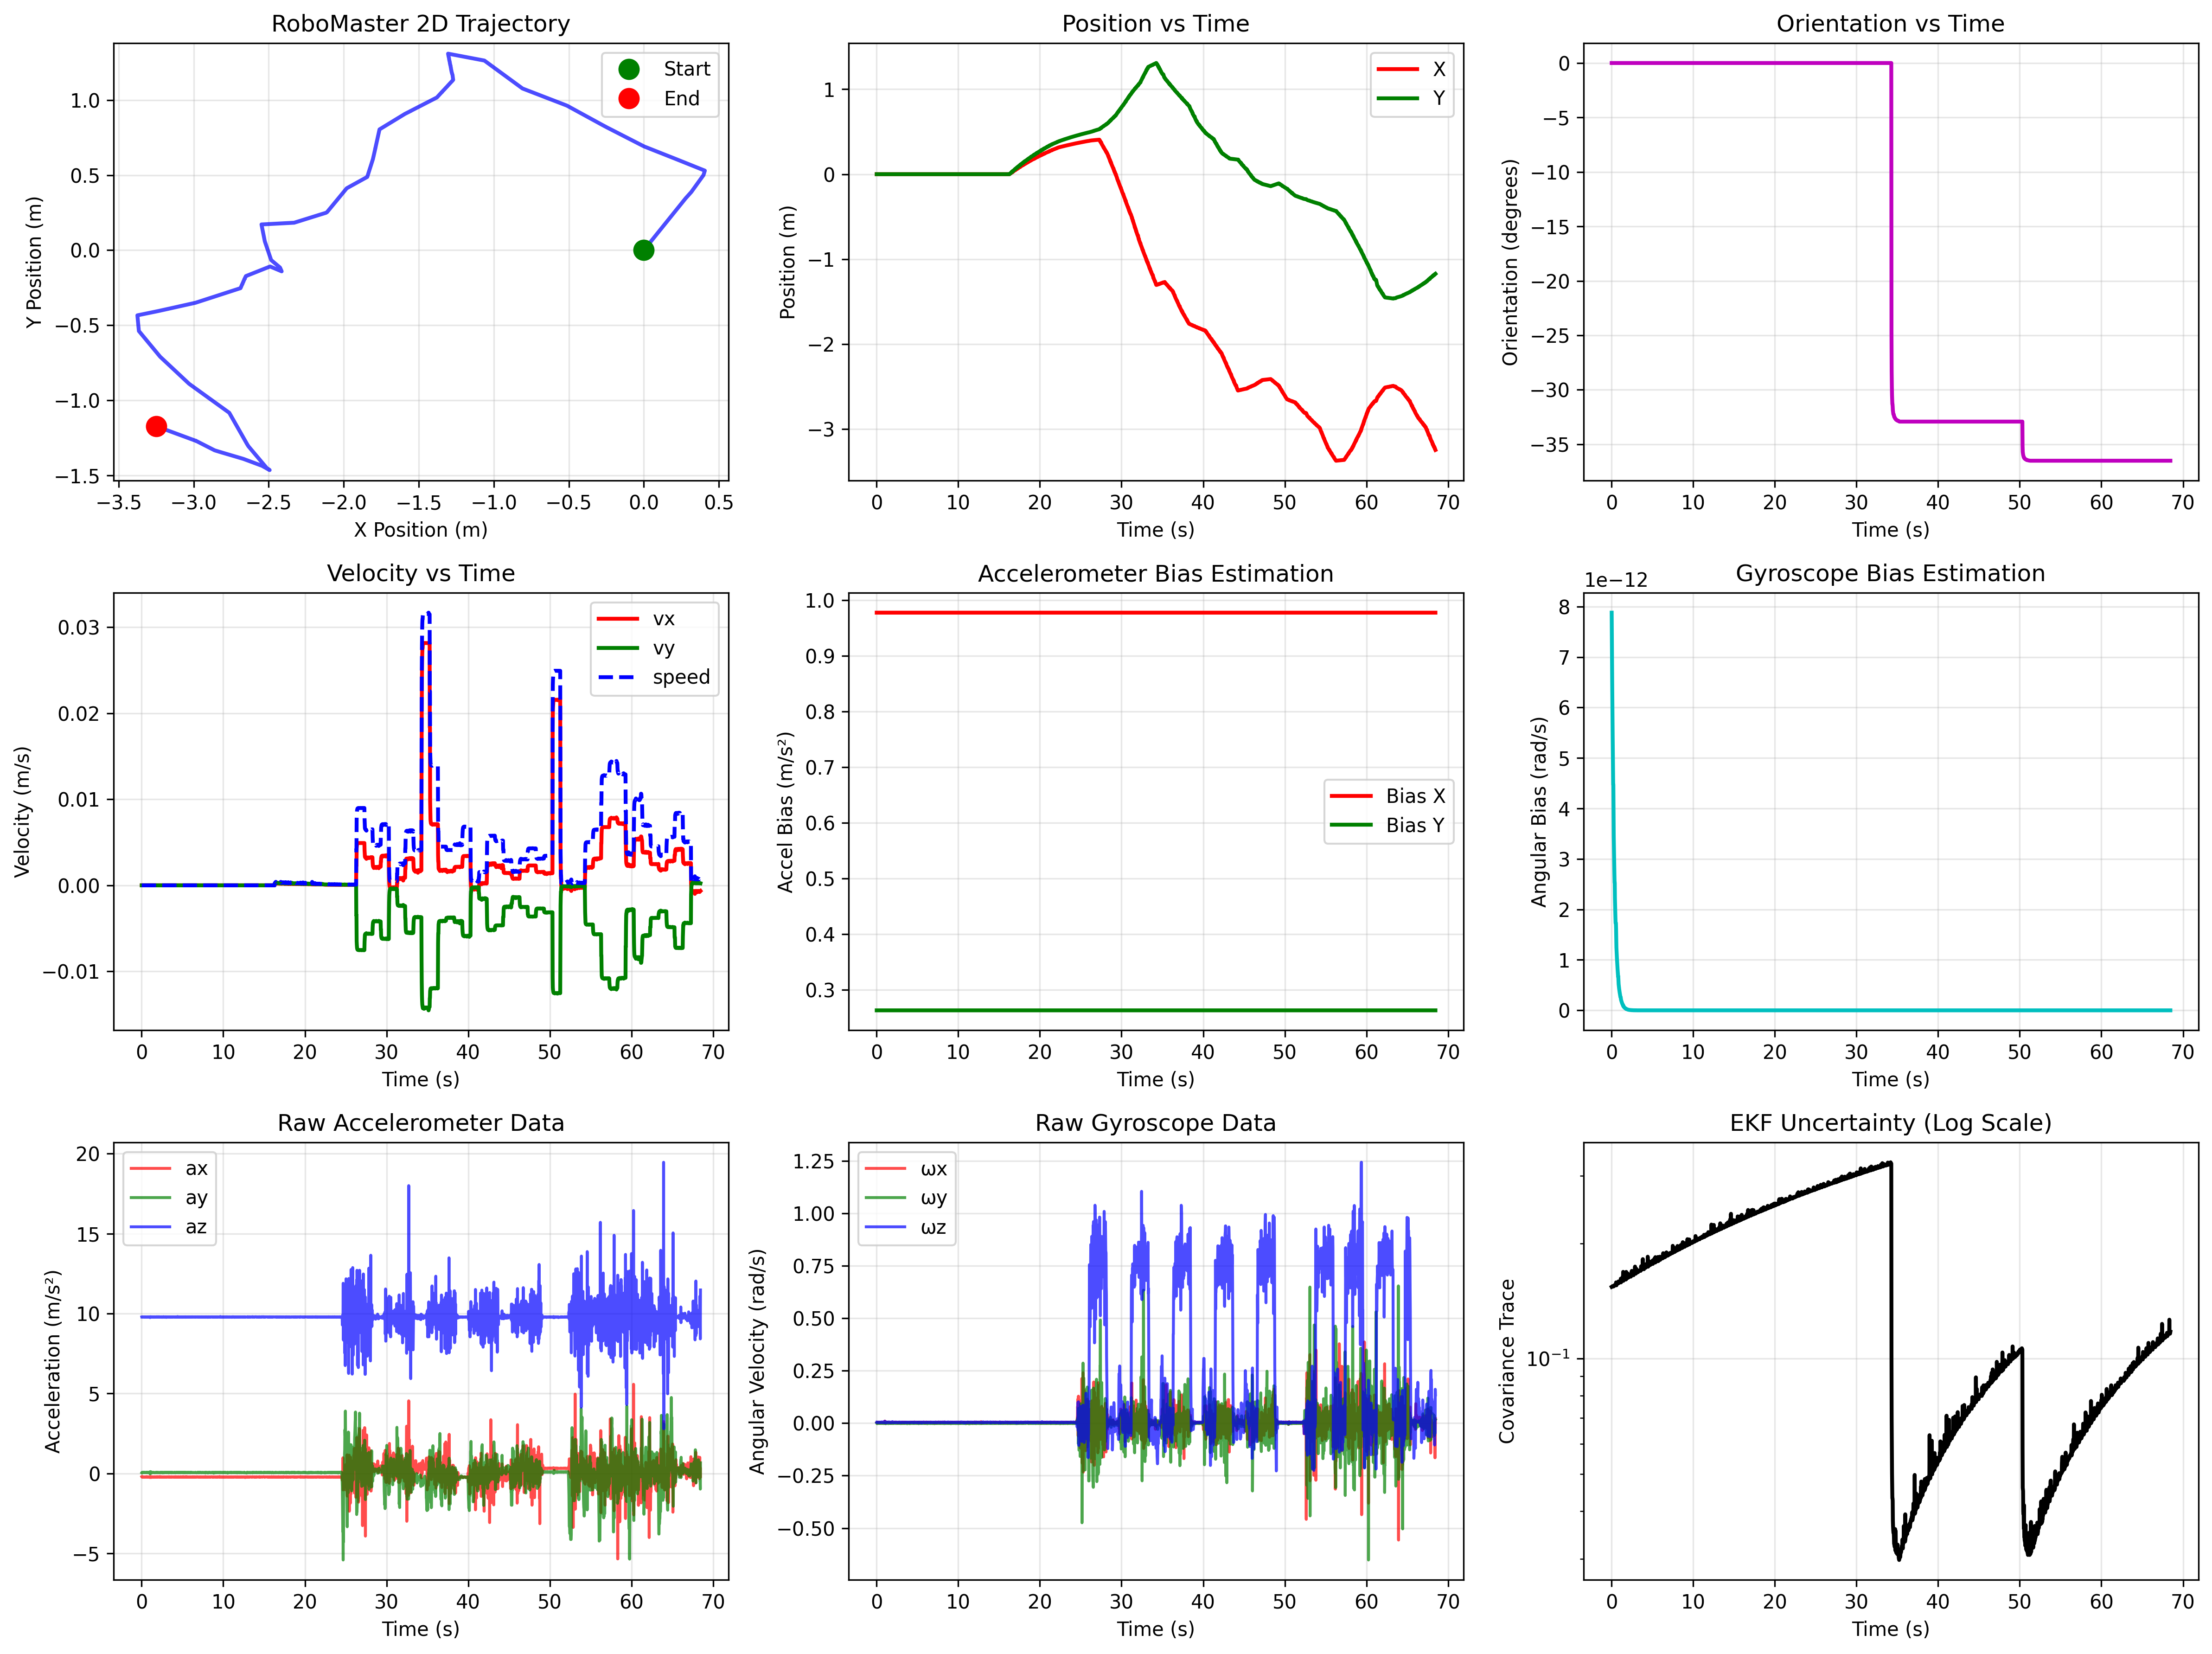 RoboMaster 2D Trajectory
Start
End
1.0
0.5
0.0
−0.5
−1.0
−1.5
−3.5 −3.0 −2.5 −2.0 −1.5 −1.0 −0.5 0.0 0.5
Y Position (m)
X Position (m)
Position vs Time
X
Y
1
0
−1
−2
−3
0 10 20 30 40 50 60 70
Position (m)
Time (s)
Orientation vs Time
0
−5
−10
−15
−20
−25
−30
−35
0 10 20 30 40 50 60 70
Orientation (degrees)
Time (s)
Velocity vs Time
vx
vy
speed
0.03
0.02
0.01
0.00
−0.01
0 10 20 30 40 50 60 70
Velocity (m/s)
Time (s)
Accelerometer Bias Estimation
Bias X
Bias Y
1.0
0.9
0.8
0.7
0.6
0.5
0.4
0.3
0 10 20 30 40 50 60 70
Accel Bias (m/s²)
Time (s)
Gyroscope Bias Estimation
1e−12
8
7
6
5
4
3
2
1
0
0 10 20 30 40 50 60 70
Angular Bias (rad/s)
Time (s)
Raw Accelerometer Data
ax
ay
az
20
15
10
5
0
−5
0 10 20 30 40 50 60 70
Acceleration (m/s²)
Time (s)
Raw Gyroscope Data
ωx
ωy
ωz
1.25
1.00
0.75
0.50
0.25
0.00
−0.25
−0.50
0 10 20 30 40 50 60 70
Angular Velocity (rad/s)
Time (s)
EKF Uncertainty (Log Scale)
10⁻¹
0 10 20 30 40 50 60 70
Covariance Trace
Time (s)